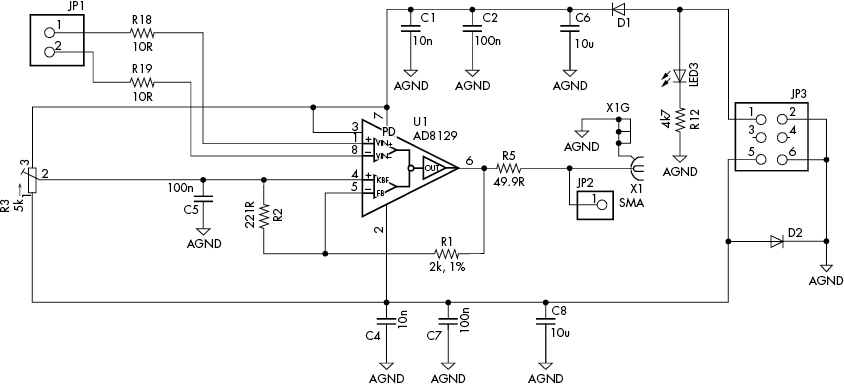 JP1
1
2
R18
10R
R19
10R
C1
10n
AGND
C2
100n
AGND
C6
10u
AGND
D1
LED3
4k7
R12
AGND
JP3
1
2
3
4
5
6
X1G
AGND
X1
SMA
U1
AD8129
7
PD
3
1
VIN+
8
VIN-
4
5
FB
OUT
6
2
R5
49.9R
JP2
1
R3
5k
3
2
1
100n
C5
AGND
221R
R2
R1
2k, 1%
D2
AGND
C4
10n
AGND
C7
100n
AGND
C8
10u
AGND